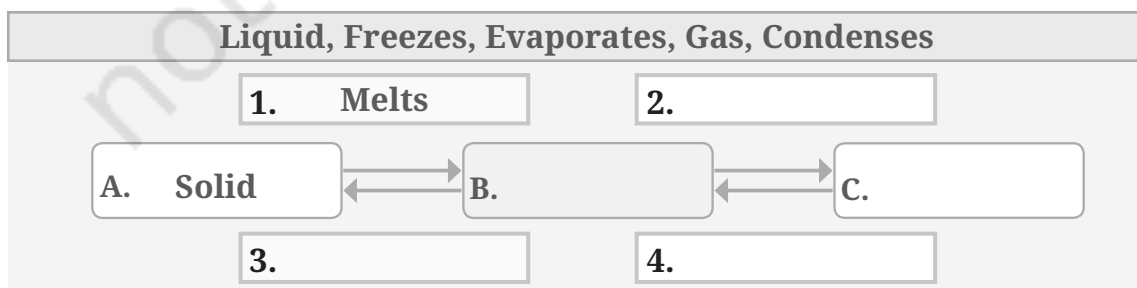 Liquid, Freezes, Evaporates, Gas, Condenses
1. Melts
2.
A. Solid
B.
C.
3.
4.